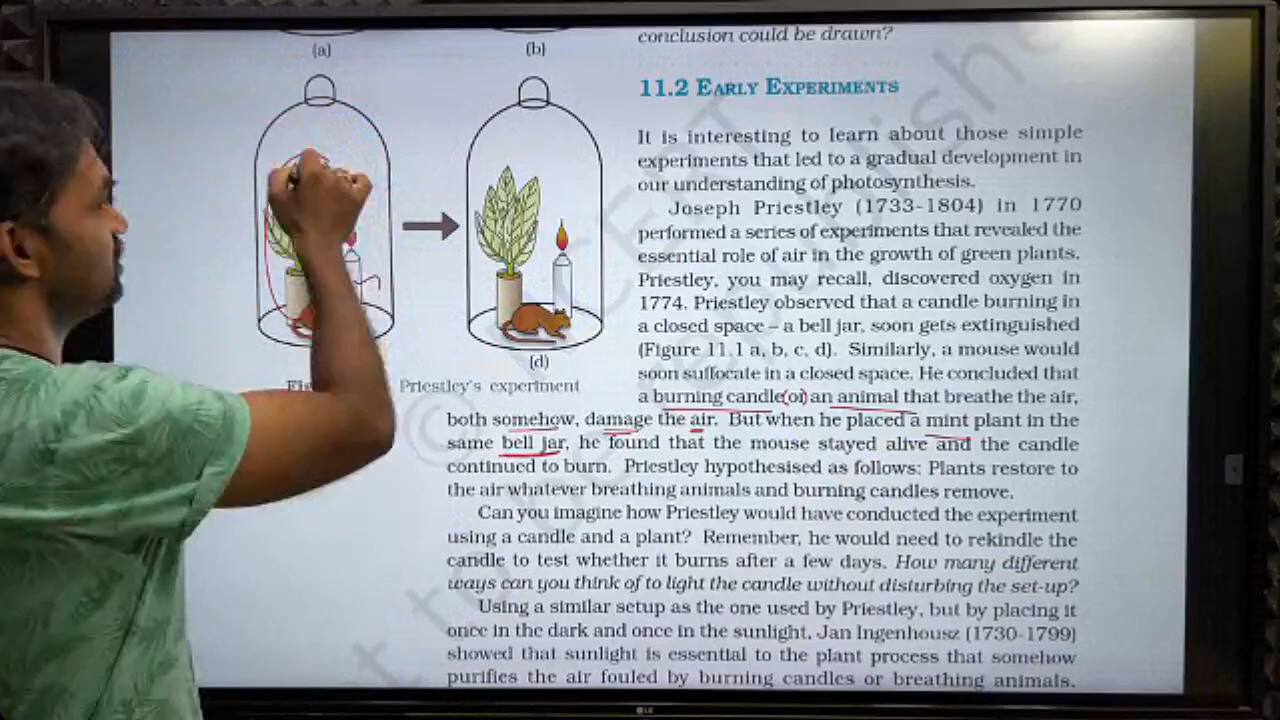 conclusion could be drawn?
(a)
(b)
11.2 EARLY EXPERIMENTS
It is interesting to learn about those simple
experiments that led to a gradual development in
our understanding of photosynthesis.
Joseph Priestley (1733-1804) in 1770
performed a series of experiments that revealed the
essential role of air in the growth of green plants.
Priestley, you may recall, discovered oxygen in
1774. Priestley observed that a candle burning in
a closed space – a bell jar, soon gets extinguished
(Figure 11.1 a, b, c, d). Similarly, a mouse would
soon suffocate in a closed space. He concluded that
a burning candle (or) an animal that breathe the air,
(d)
Priestley's experiment
both somehow, damage the air. But when he placed a mint plant in the
same bell jar, he found that the mouse stayed alive and the candle
continued to burn. Priestley hypothesised as follows: Plants restore to
the air whatever breathing animals and burning candles remove.
Can you imagine how Priestley would have conducted the experiment
using a candle and a plant? Remember, he would need to rekindle the
candle to test whether it burns after a few days. How many different
ways can you think of to light the candle without disturbing the set-up?
Using a similar setup as the one used by Priestley, but by placing it
once in the dark and once in the sunlight, Jan Ingenhousz (1730-1799)
showed that sunlight is essential to the plant process that somehow
purifies the air fouled by burning candles or breathing animals.
LG